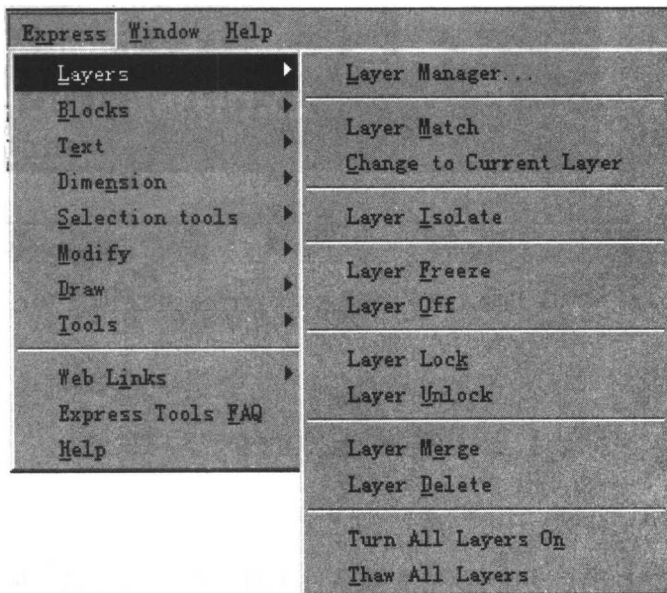 Express Window Help
Layers
Blocks
Text
Dimension
Selection tools
Modify
Draw
Tools
Web Links
Express Tools FAQ
Help
Layer Manager...
Layer Match
Change to Current Layer
Layer Isolate
Layer Freeze
Layer Off
Layer Lock
Layer Unlock
Layer Merge
Layer Delete
Turn All Layers On
Thaw All Layers